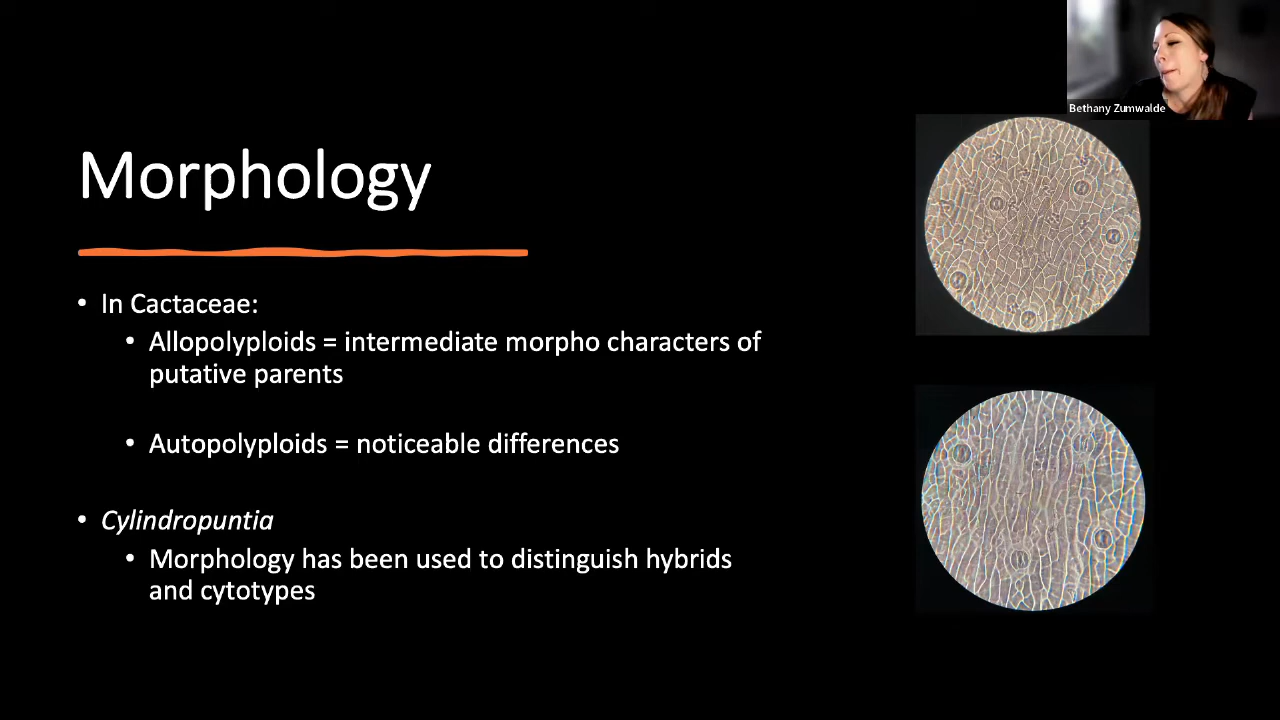 Bethany Zumwalde
Morphology
• In Cactaceae:
• Allopolyploids = intermediate morpho characters of
putative parents
• Autopolyploids = noticeable differences
• Cylindropuntia
• Morphology has been used to distinguish hybrids
and cytotypes